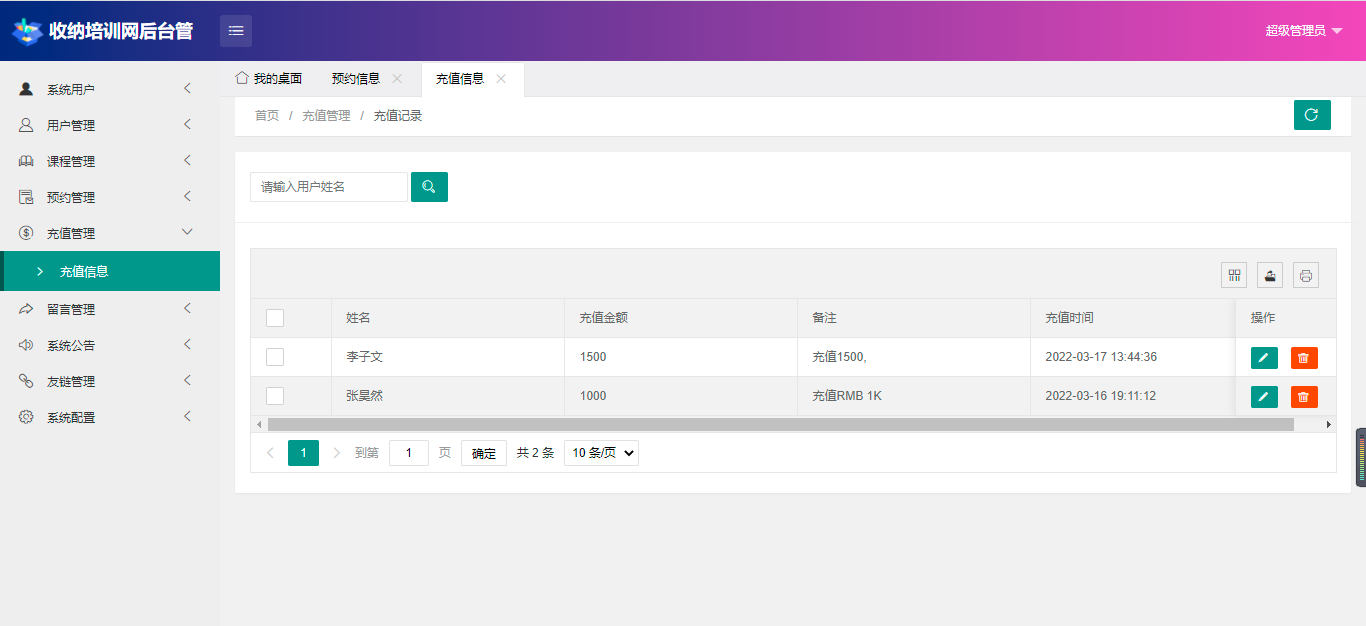 收纳培训网后台管
超级管理员
系统用户
用户管理
课程管理
预约管理
充值管理
充值信息
留言管理
系统公告
友链管理
系统配置
我的桌面 预约信息 充值信息
首页 / 充值管理 / 充值记录
请输入用户姓名
姓名 充值金额 备注 充值时间 操作
李子文 1500 充值1500, 2022-03-17 13:44:36
张昊然 1000 充值RMB 1K 2022-03-16 19:11:12
1 到第 1 页 确定 共 2 条 10 条/页